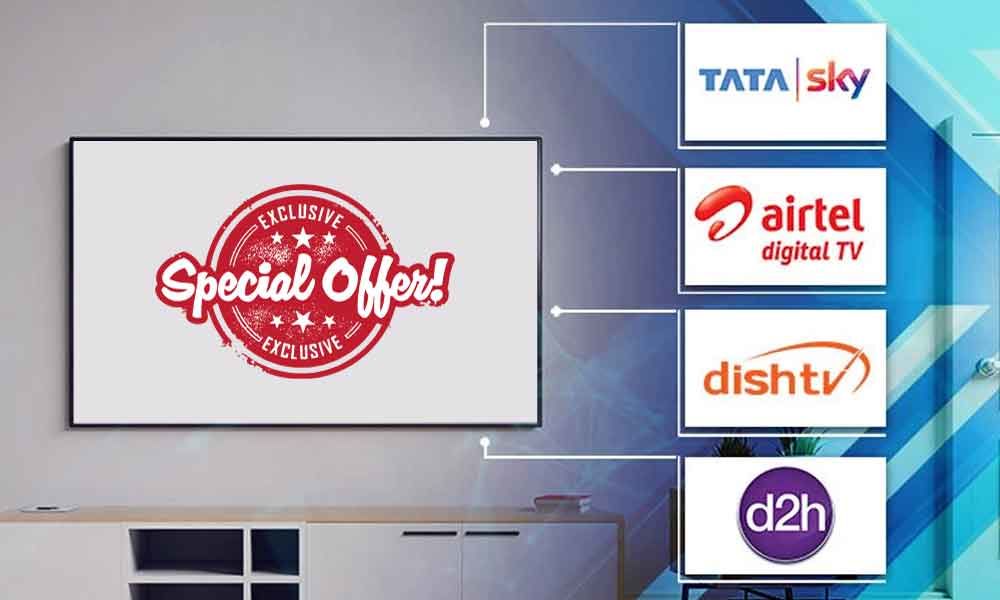 EXCLUSIVE
Special Offer!
EXCLUSIVE
TATA | sky
airtel
digital TV
dishtv
d2h